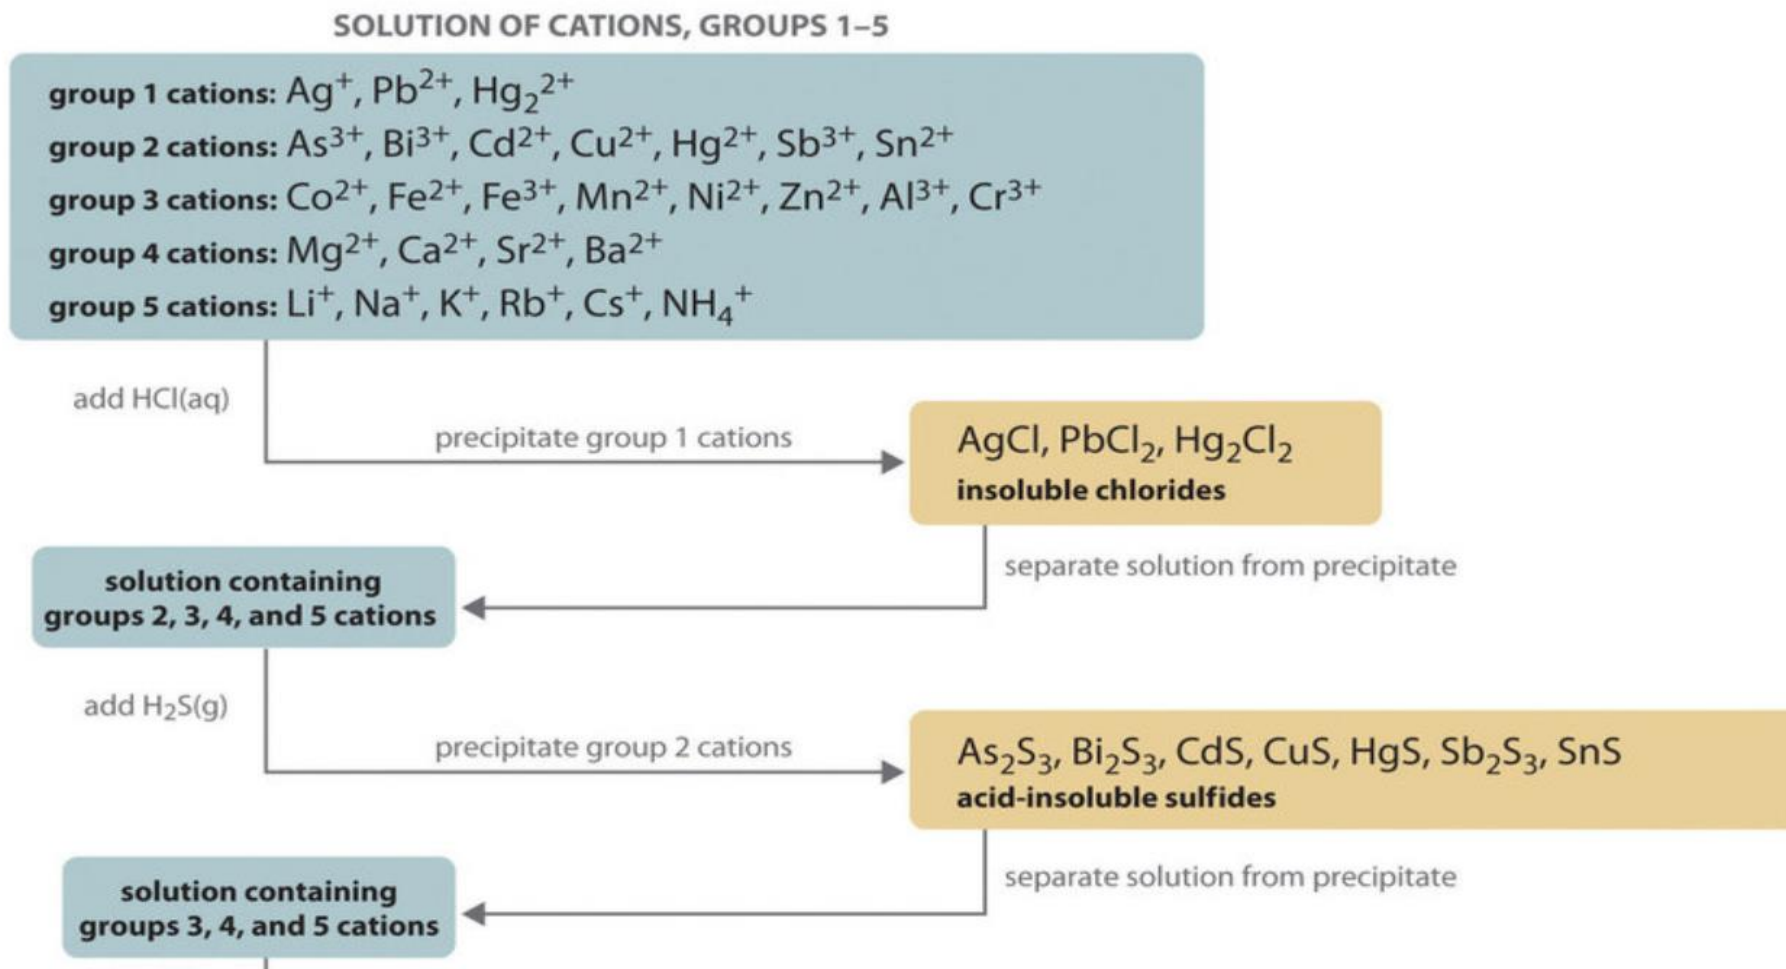 SOLUTION OF CATIONS, GROUPS 1–5
group 1 cations: Ag⁺, Pb²⁺, Hg₂²⁺
group 2 cations: As³⁺, Bi³⁺, Cd²⁺, Cu²⁺, Hg²⁺, Sb³⁺, Sn²⁺
group 3 cations: Co²⁺, Fe²⁺, Fe³⁺, Mn²⁺, Ni²⁺, Zn²⁺, Al³⁺, Cr³⁺
group 4 cations: Mg²⁺, Ca²⁺, Sr²⁺, Ba²⁺
group 5 cations: Li⁺, Na⁺, K⁺, Rb⁺, Cs⁺, NH₄⁺
add HCl(aq)
precipitate group 1 cations
AgCl, PbCl₂, Hg₂Cl₂
insoluble chlorides
separate solution from precipitate
solution containing
groups 2, 3, 4, and 5 cations
add H₂S(g)
precipitate group 2 cations
As₂S₃, Bi₂S₃, CdS, CuS, HgS, Sb₂S₃, SnS
acid-insoluble sulfides
separate solution from precipitate
solution containing
groups 3, 4, and 5 cations